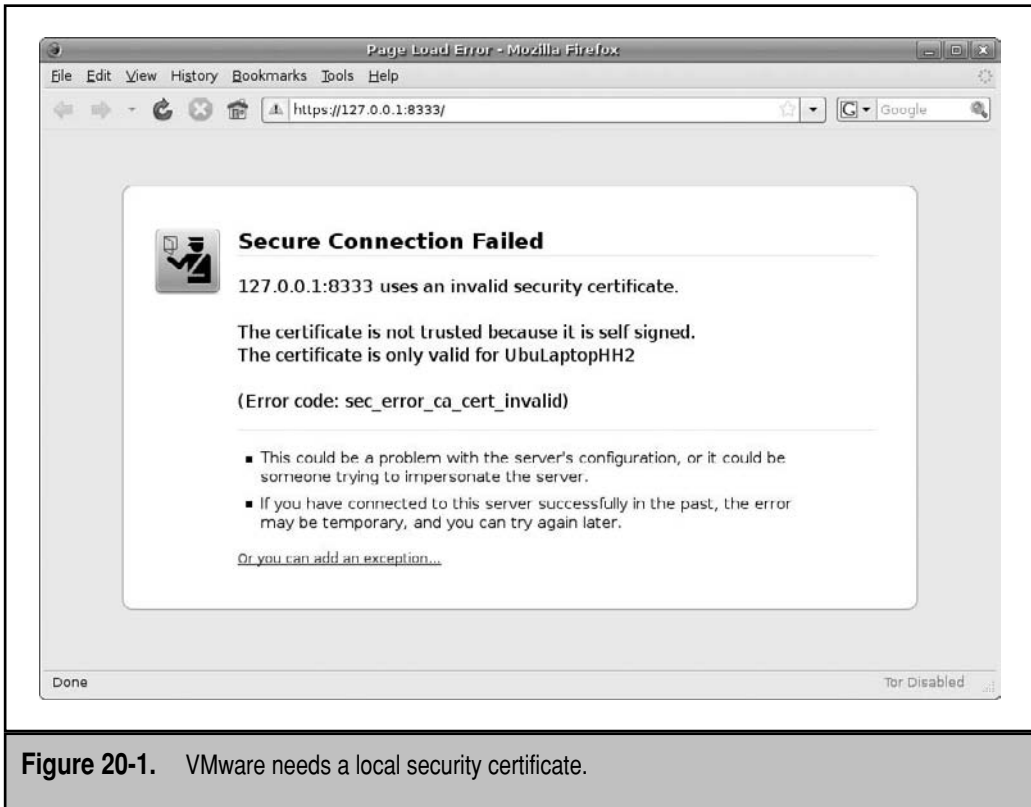 Page Load Error - Mozilla Firefox
File Edit View History Bookmarks Tools Help
https://127.0.0.1:8333/
G Google
Secure Connection Failed
127.0.0.1:8333 uses an invalid security certificate.
The certificate is not trusted because it is self signed.
The certificate is only valid for UbuLaptopHH2
(Error code: sec_error_ca_cert_invalid)
This could be a problem with the server's configuration, or it could be
someone trying to impersonate the server.
If you have connected to this server successfully in the past, the error
may be temporary, and you can try again later.
Or you can add an exception...
Done Tor Disabled
Figure 20-1. VMware needs a local security certificate.